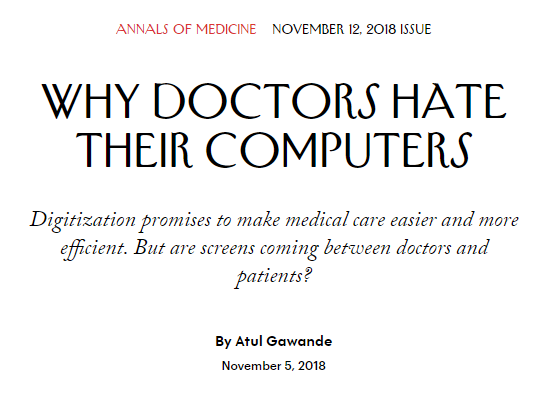 ANNALS OF MEDICINE NOVEMBER 12, 2018 ISSUE
WHY DOCTORS HATE
THEIR COMPUTERS
Digitization promises to make medical care easier and more
efficient. But are screens coming between doctors and
patients?
By Atul Gawande
November 5, 2018